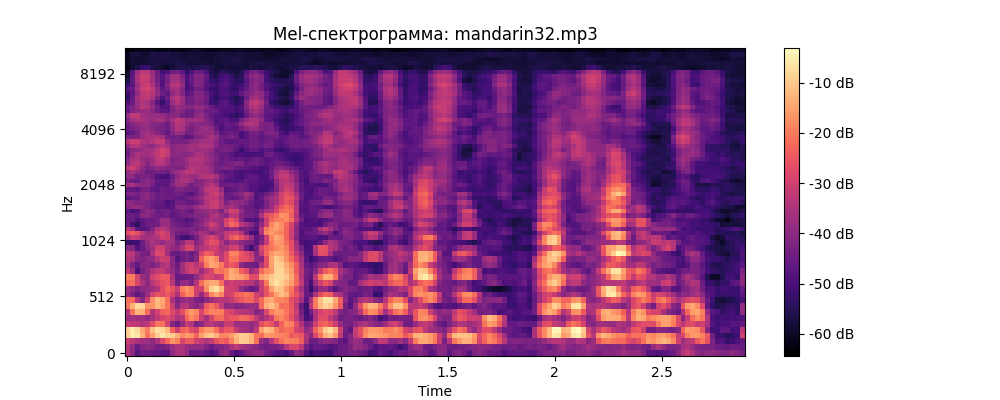 Mel-спектрограмма: mandarin32.mp3
8192
4096
2048
1024
512
0
Hz
0 0.5 1 1.5 2 2.5
Time
-10 dB
-20 dB
-30 dB
-40 dB
-50 dB
-60 dB